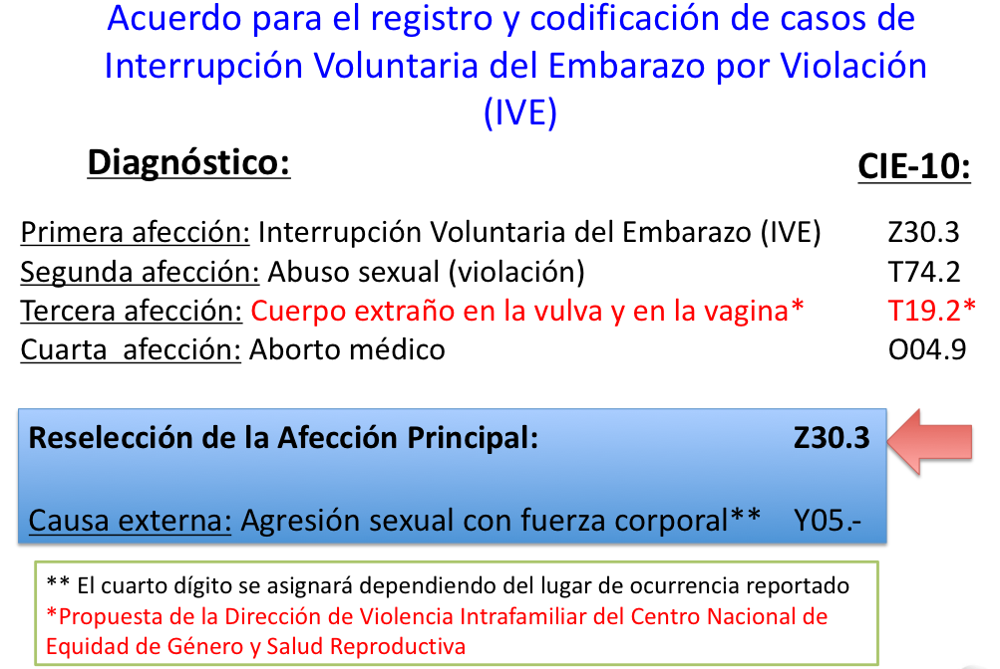 Acuerdo para el registro y codificación de casos de
Interrupción Voluntaria del Embarazo por Violación
(IVE)
Diagnóstico: CIE-10:
Primera afección: Interrupción Voluntaria del Embarazo (IVE) Z30.3
Segunda afección: Abuso sexual (violación) T74.2
Tercera afección: Cuerpo extraño en la vulva y en la vagina* T19.2*
Cuarta afección: Aborto médico O04.9
Reselección de la Afección Principal: Z30.3
Causa externa: Agresión sexual con fuerza corporal** Y05.-
** El cuarto dígito se asignará dependiendo del lugar de ocurrencia reportado
*Propuesta de la Dirección de Violencia Intrafamiliar del Centro Nacional de
Equidad de Género y Salud Reproductiva